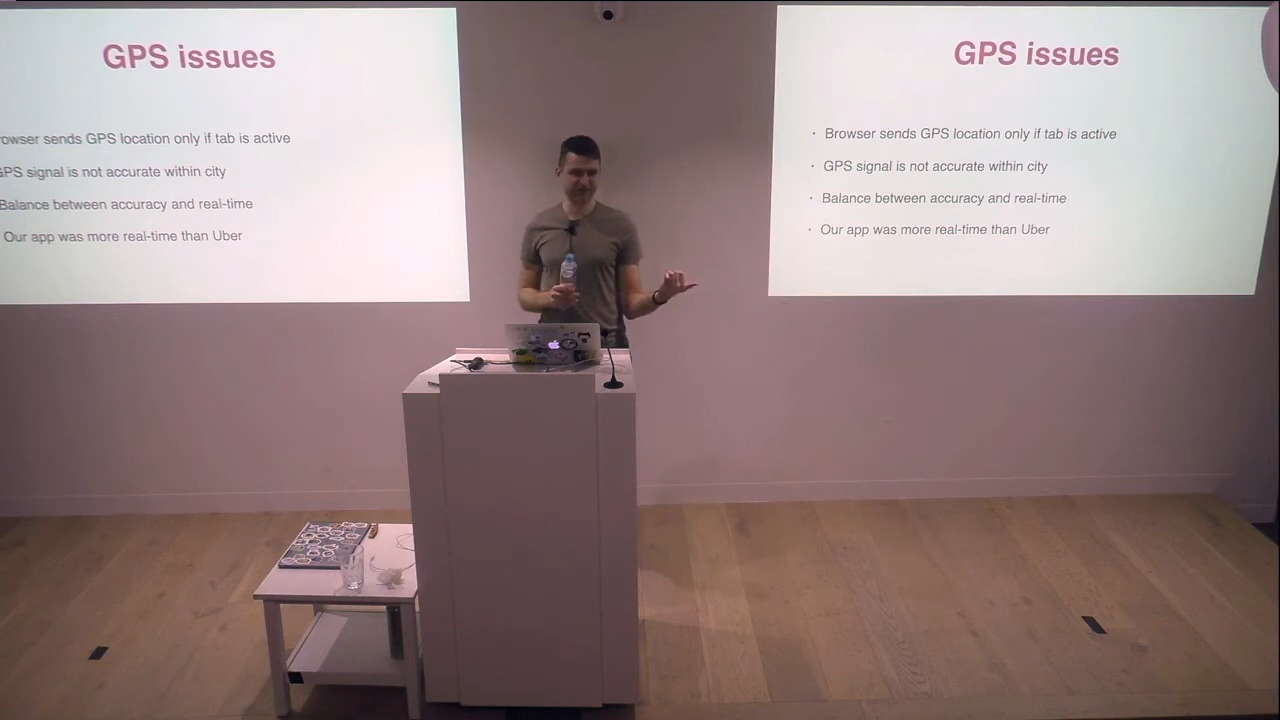 GPS issues
sends GPS location only if tab is active
signal is not accurate within city
Balance between accuracy and real-time
Our app was more real-time than Uber
GPS issues
· Browser sends GPS location only if tab is active
· GPS signal is not accurate within city
· Balance between accuracy and real-time
· Our app was more real-time than Uber